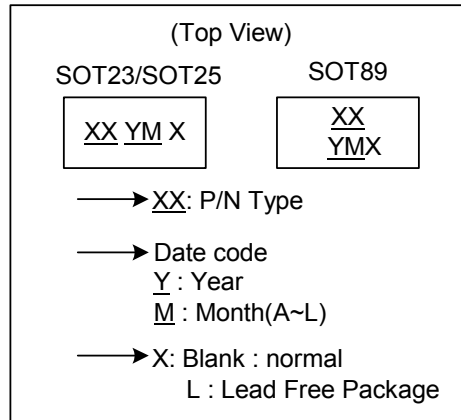 (Top View)
SOT23/SOT25 SOT89
XX YM X
XX
YMX
XX: P/N Type
Date code
Y : Year
M : Month(A~L)
X: Blank : normal
L : Lead Free Package